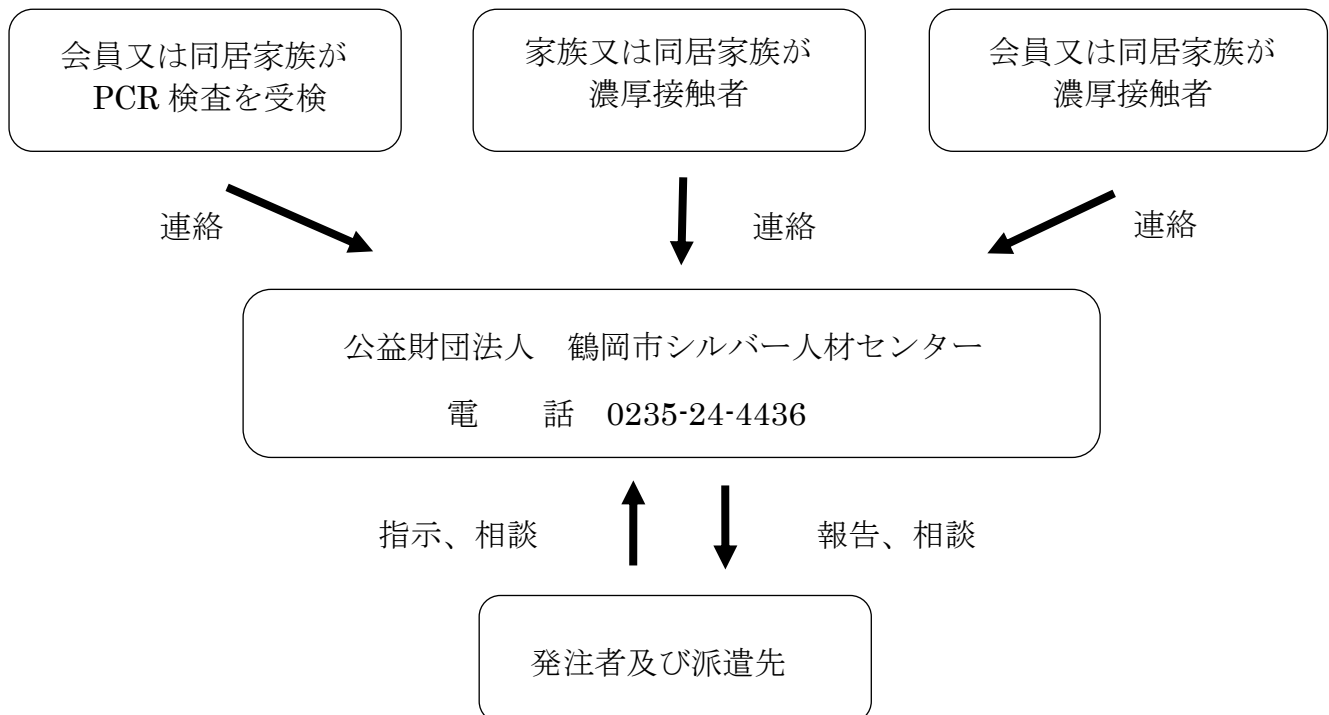 会員又は同居家族が
PCR 検査を受検
家族又は同居家族が
濃厚接触者
会員又は同居家族が
濃厚接触者
連絡
連絡
連絡
公益財団法人　鶴岡市シルバー人材センター
電　　話　0235-24-4436
指示、相談
報告、相談
発注者及び派遣先